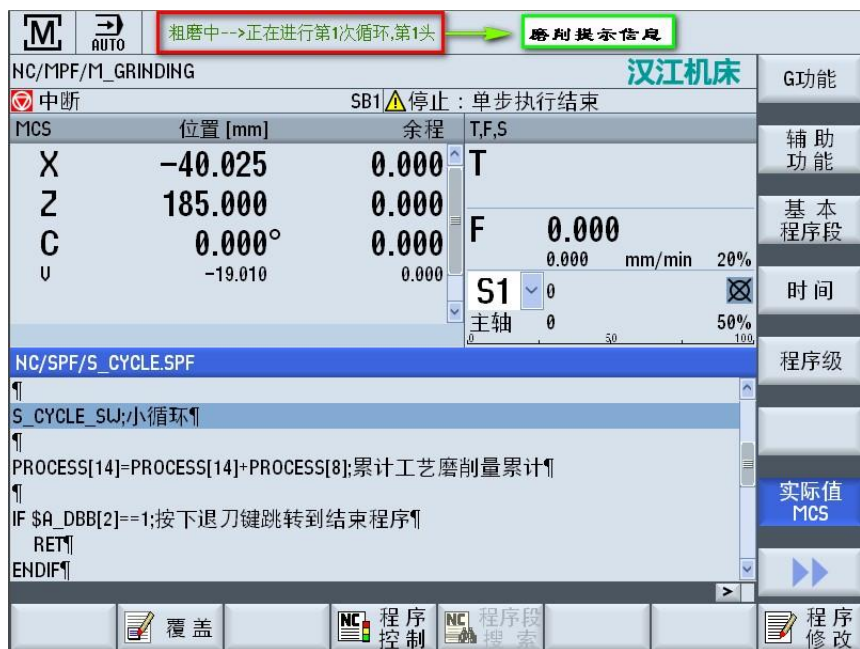 M AUTO 粗磨中-->正在进行第1次循环,第1头 磨削提示信息
NC/MPF/M_GRINDING 汉江机床
中断 SB1 停止：单步执行结束
MCS 位置 [mm] 余程 T,F,S
X -40.025 0.000 T
Z 185.000 0.000
C 0.000° 0.000 F 0.000
0.000 mm/min 20%
U -19.010 0.000
S1 0
主轴 0 50%
0 50 100
NC/SPF/S_CYCLE.SPF
¶
S_CYCLE_SW;小循环¶
¶
PROCESS[14]=PROCESS[14]+PROCESS[8];累计工艺磨削量累计¶
¶
IF $A_DBB[2]==1;按下退刀键跳转到结束程序¶
RET¶
ENDIF¶
G功能
辅助
功能
基本
程序段
时间
程序级
实际值
MCS
覆盖
NC 程序
控制
NC 程序段
搜索
程序
修改